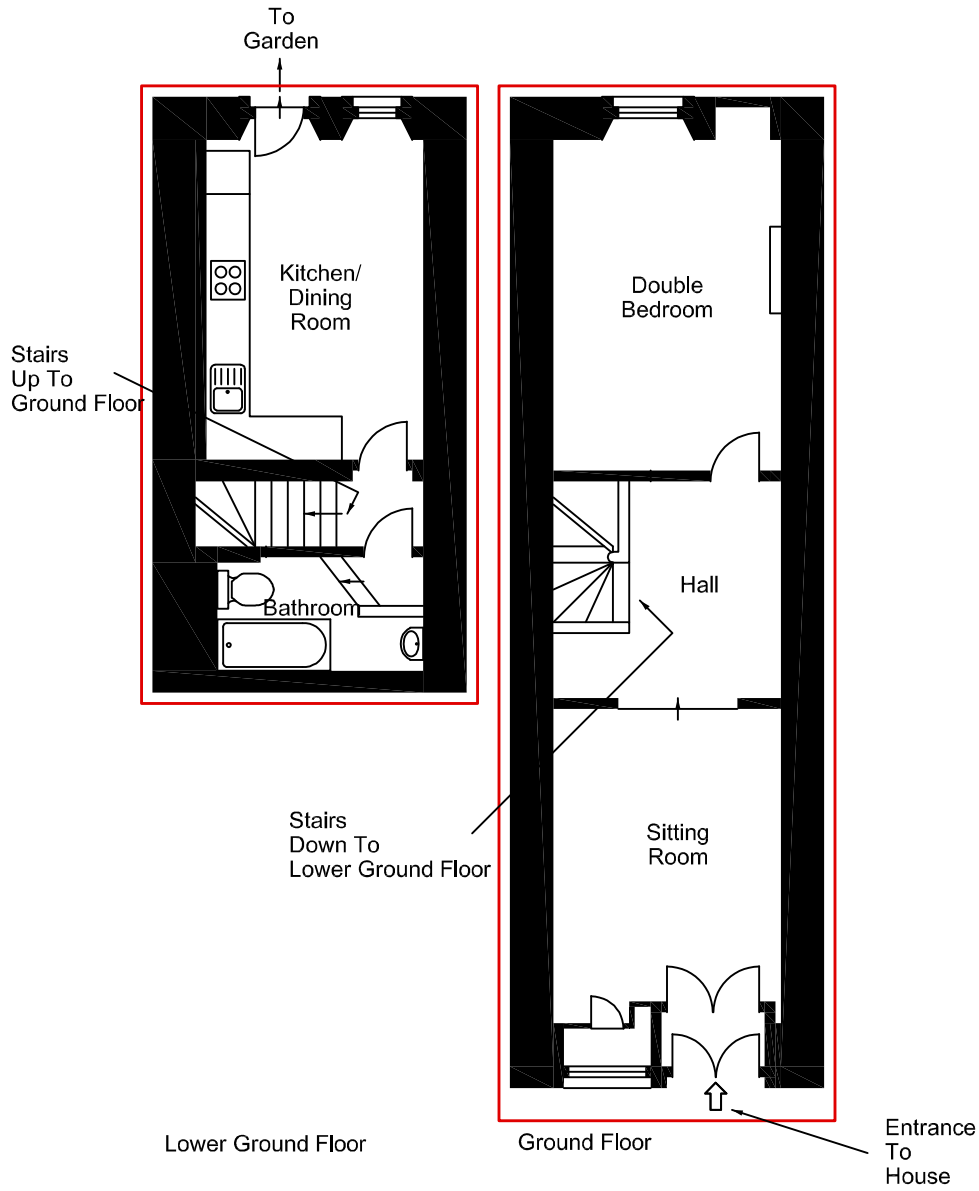 To
Garden
Kitchen/
Dining
Room
Stairs
Up To
Ground Floor
Bathroom
Double
Bedroom
Hall
Stairs
Down To
Lower Ground Floor
Sitting
Room
Lower Ground Floor
Ground Floor
Entrance
To
House